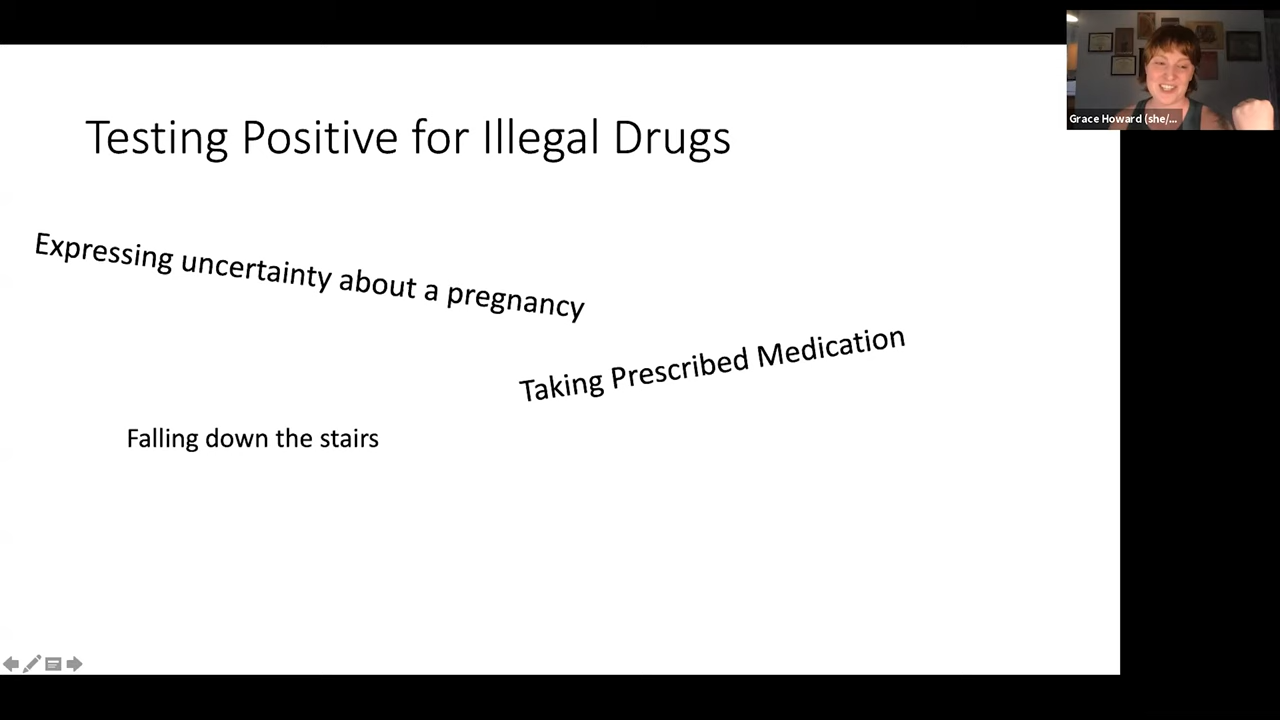 Grace Howard (she/...
Testing Positive for Illegal Drugs
Expressing uncertainty about a pregnancy
Taking Prescribed Medication
Falling down the stairs